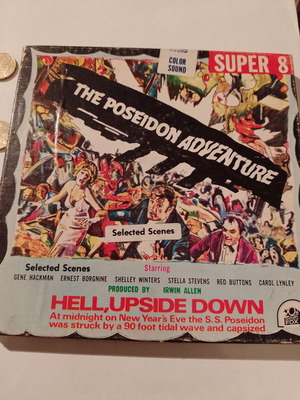 COLOR
SOUND
SUPER 8
THE POSEIDON ADVENTURE
Selected Scenes
Selected Scenes
Starring
GENE HACKMAN ERNEST BORGNINE SHELLEY WINTERS STELLA STEVENS RED BUTTONS CAROL LYNLEY
PRODUCED BY IRWIN ALLEN
HELL, UPSIDE DOWN
At midnight on New Year's Eve the S.S. Poseidon
was struck by a 90 foot tidal wave and capsized
FOX